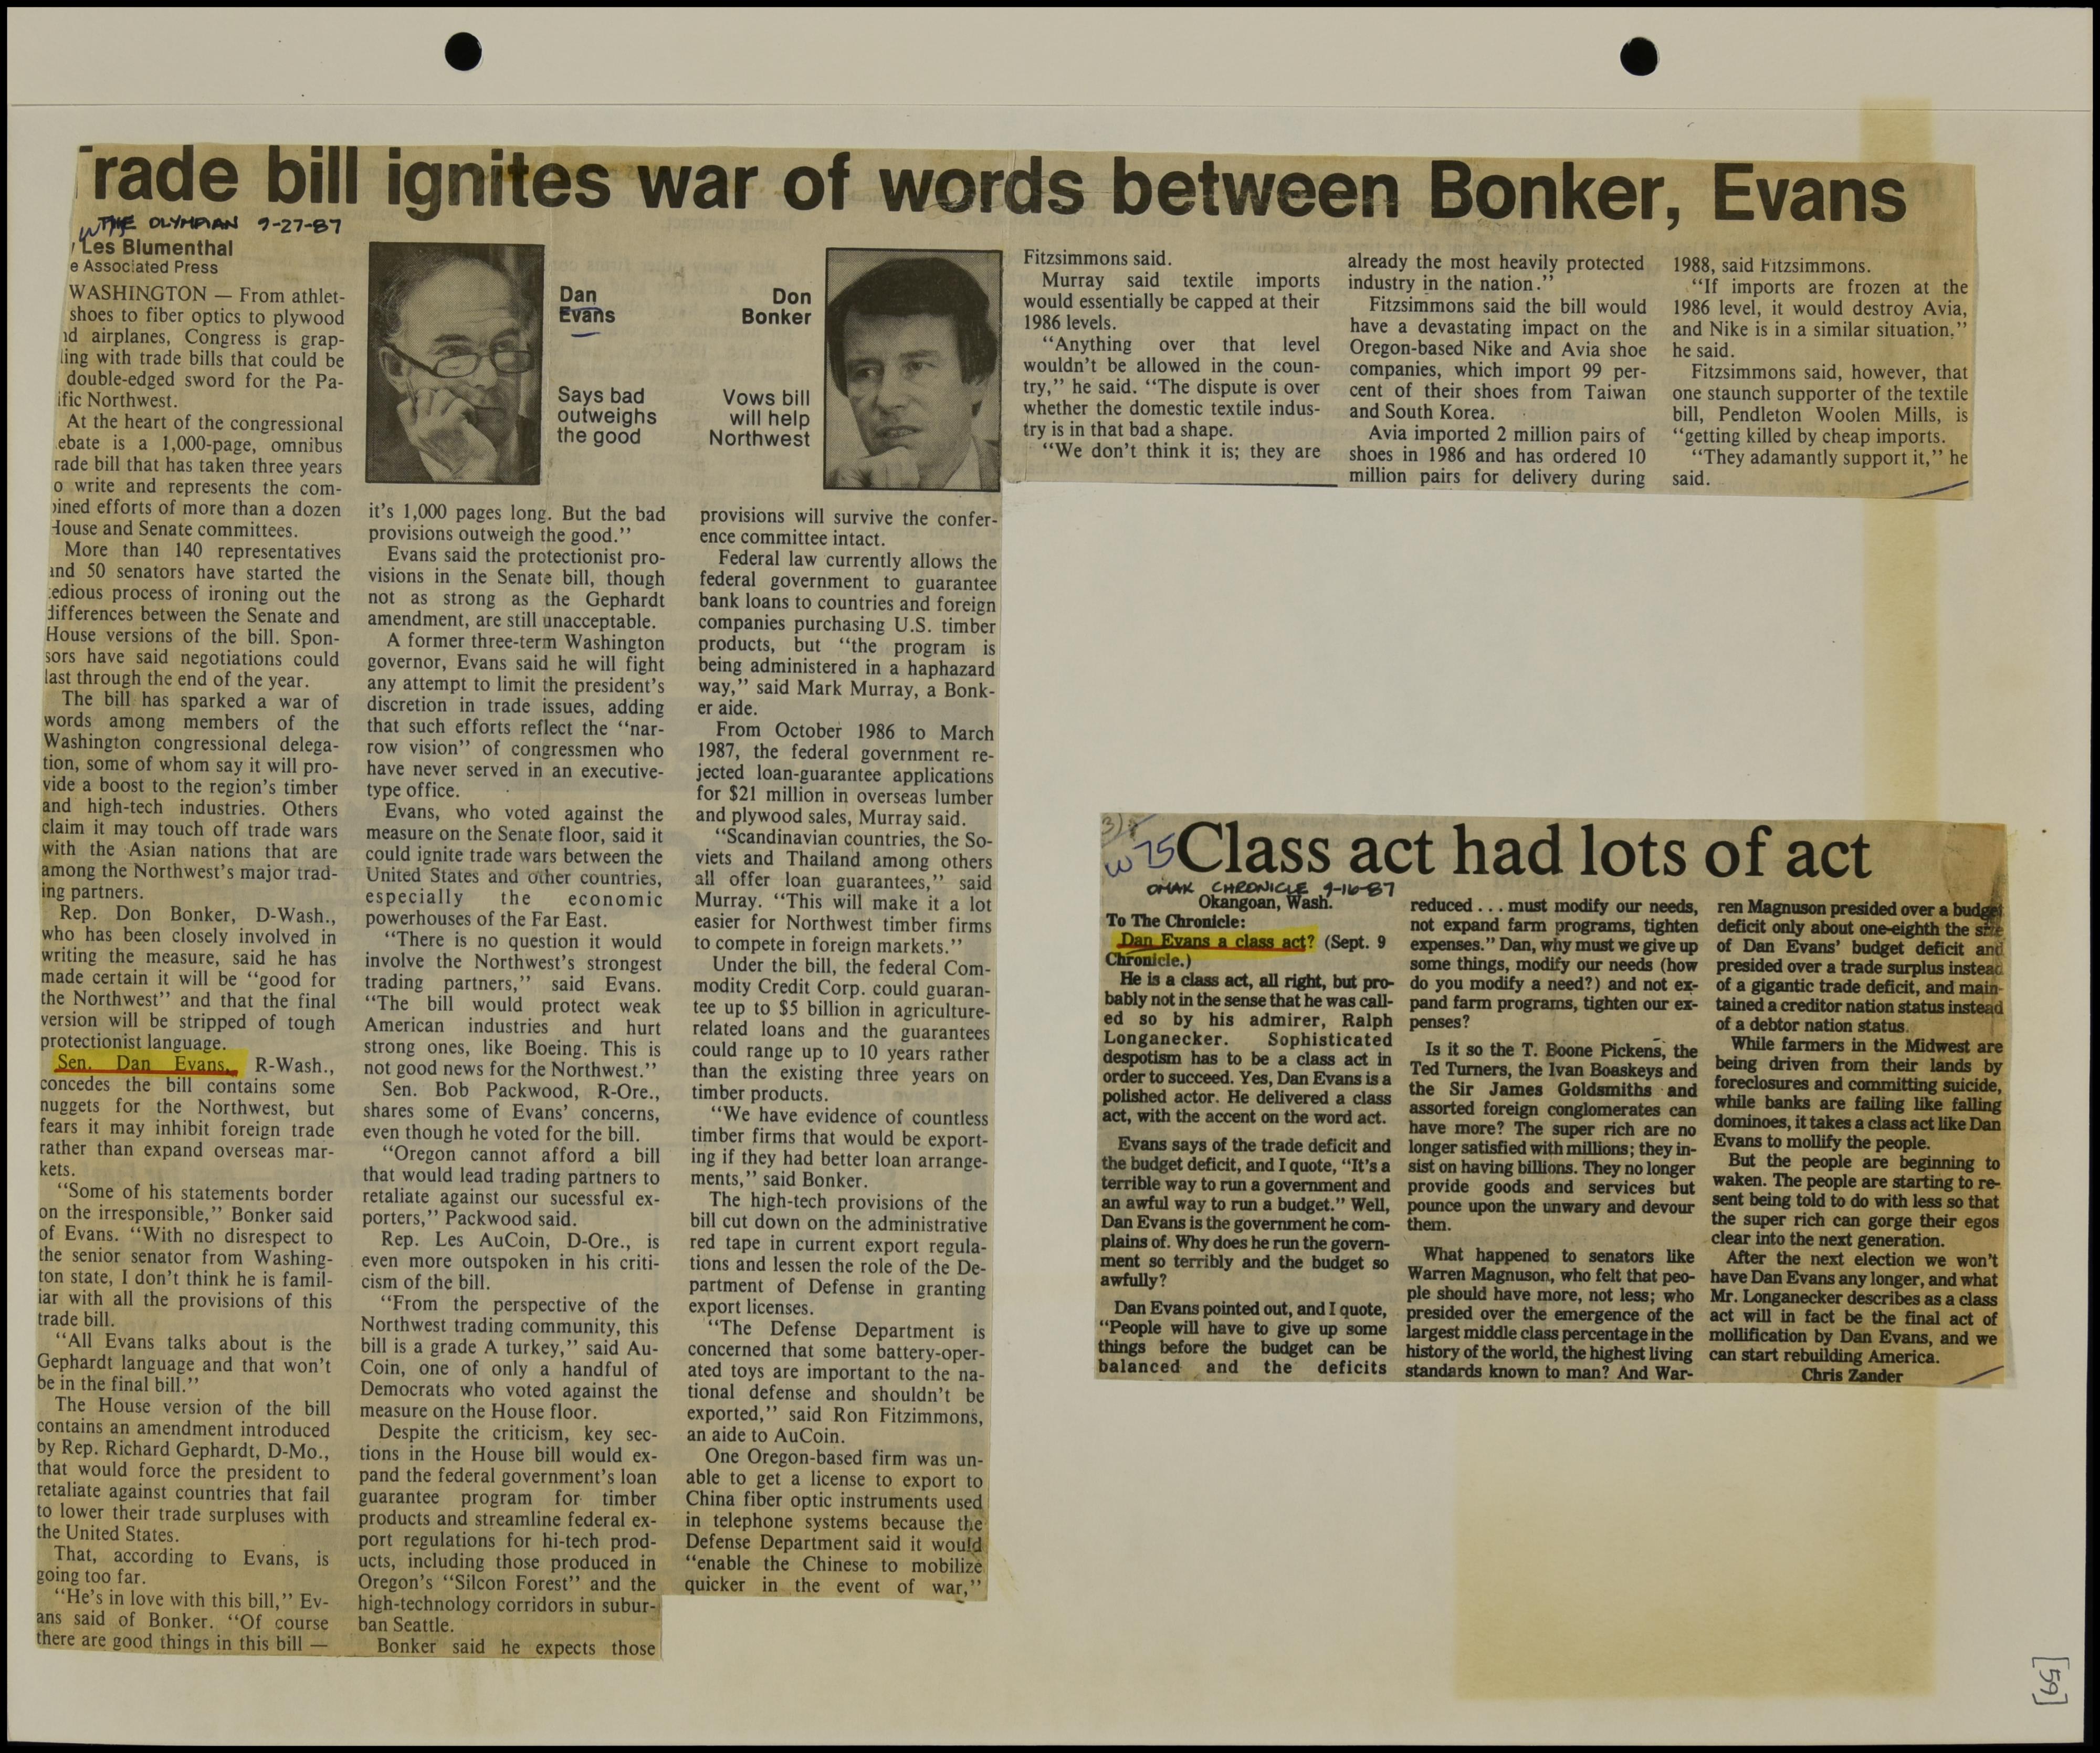 Trade bill ignites war of words between Bonker, Evans
THE OLYMPIAN 9-27-87
W75
Les Blumenthal
e Associated Press
WASHINGTON — From athlet-
shoes to fiber optics to plywood
nd airplanes, Congress is grap-
ling with trade bills that could be
double-edged sword for the Pa-
ific Northwest.
At the heart of the congressional
ebate is a 1,000-page, omnibus
rade bill that has taken three years
o write and represents the com-
bined efforts of more than a dozen
House and Senate committees.
More than 140 representatives
and 50 senators have started the
tedious process of ironing out the
differences between the Senate and
House versions of the bill. Spon-
sors have said negotiations could
last through the end of the year.
The bill has sparked a war of
words among members of the
Washington congressional delega-
tion, some of whom say it will pro-
vide a boost to the region's timber
and high-tech industries. Others
claim it may touch off trade wars
with the Asian nations that are
among the Northwest's major trad-
ing partners.
Rep. Don Bonker, D-Wash.,
who has been closely involved in
writing the measure, said he has
made certain it will be "good for
the Northwest" and that the final
version will be stripped of tough
protectionist language.
Sen. Dan Evans, R-Wash.,
concedes the bill contains some
nuggets for the Northwest, but
fears it may inhibit foreign trade
rather than expand overseas mar-
kets.
"Some of his statements border
on the irresponsible," Bonker said
of Evans. "With no disrespect to
the senior senator from Washing-
ton state, I don't think he is famil-
iar with all the provisions of this
trade bill.
"All Evans talks about is the
Gephardt language and that won't
be in the final bill."
The House version of the bill
contains an amendment introduced
by Rep. Richard Gephardt, D-Mo.,
that would force the president to
retaliate against countries that fail
to lower their trade surpluses with
the United States.
That, according to Evans, is
going too far.
"He's in love with this bill," Ev-
ans said of Bonker. "Of course
there are good things in this bill —
Dan
Evans
Says bad
outweighs
the good
Don
Bonker
Vows bill
will help
Northwest
it's 1,000 pages long. But the bad
provisions outweigh the good."
Evans said the protectionist pro-
visions in the Senate bill, though
not as strong as the Gephardt
amendment, are still unacceptable.
A former three-term Washington
governor, Evans said he will fight
any attempt to limit the president's
discretion in trade issues, adding
that such efforts reflect the "nar-
row vision" of congressmen who
have never served in an executive-
type office.
Evans, who voted against the
measure on the Senate floor, said it
could ignite trade wars between the
United States and other countries,
especially the economic
powerhouses of the Far East.
"There is no question it would
involve the Northwest's strongest
trading partners," said Evans.
"The bill would protect weak
American industries and hurt
strong ones, like Boeing. This is
not good news for the Northwest."
Sen. Bob Packwood, R-Ore.,
shares some of Evans' concerns,
even though he voted for the bill.
"Oregon cannot afford a bill
that would lead trading partners to
retaliate against our sucessful ex-
porters," Packwood said.
Rep. Les AuCoin, D-Ore., is
even more outspoken in his criti-
cism of the bill.
"From the perspective of the
Northwest trading community, this
bill is a grade A turkey," said Au-
Coin, one of only a handful of
Democrats who voted against the
measure on the House floor.
Despite the criticism, key sec-
tions in the House bill would ex-
pand the federal government's loan
guarantee program for timber
products and streamline federal ex-
port regulations for hi-tech prod-
ucts, including those produced in
Oregon's "Silcon Forest" and the
high-technology corridors in subur-
ban Seattle.
Bonker said he expects those
provisions will survive the confer-
ence committee intact.
Federal law currently allows the
federal government to guarantee
bank loans to countries and foreign
companies purchasing U.S. timber
products, but "the program is
being administered in a haphazard
way," said Mark Murray, a Bonk-
er aide.
From October 1986 to March
1987, the federal government re-
jected loan-guarantee applications
for $21 million in overseas lumber
and plywood sales, Murray said.
"Scandinavian countries, the So-
viets and Thailand among others
all offer loan guarantees," said
Murray. "This will make it a lot
easier for Northwest timber firms
to compete in foreign markets."
Under the bill, the federal Com-
modity Credit Corp. could guaran-
tee up to $5 billion in agriculture-
related loans and the guarantees
could range up to 10 years rather
than the existing three years on
timber products.
"We have evidence of countless
timber firms that would be export-
ing if they had better loan arrange-
ments," said Bonker.
The high-tech provisions of the
bill cut down on the administrative
red tape in current export regula-
tions and lessen the role of the De-
partment of Defense in granting
export licenses.
"The Defense Department is
concerned that some battery-oper-
ated toys are important to the na-
tional defense and shouldn't be
exported," said Ron Fitzimmons,
an aide to AuCoin.
One Oregon-based firm was un-
able to get a license to export to
China fiber optic instruments used
in telephone systems because the
Defense Department said it would
"enable the Chinese to mobilize
quicker in the event of war,"
Fitzsimmons said.
Murray said textile imports
would essentially be capped at their
1986 levels.
"Anything over that level
wouldn't be allowed in the coun-
try," he said. "The dispute is over
whether the domestic textile indus-
try is in that bad a shape.
"We don't think it is; they are
already the most heavily protected
industry in the nation."
Fitzsimmons said the bill would
have a devastating impact on the
Oregon-based Nike and Avia shoe
companies, which import 99 per-
cent of their shoes from Taiwan
and South Korea.
Avia imported 2 million pairs of
shoes in 1986 and has ordered 10
million pairs for delivery during
1988, said Fitzsimmons.
"If imports are frozen at the
1986 level, it would destroy Avia,
and Nike is in a similar situation,"
he said.
Fitzsimmons said, however, that
one staunch supporter of the textile
bill, Pendleton Woolen Mills, is
"getting killed by cheap imports.
"They adamantly support it," he
said.
W75
Class act had lots of act
OMAK CHRONICLE 9-16-87
Okangoan, Wash.
To The Chronicle:
Dan Evans a class act? (Sept. 9
Chronicle.)
He is a class act, all right, but pro-
bably not in the sense that he was call-
ed so by his admirer, Ralph
Longanecker. Sophisticated
despotism has to be a class act in
order to succeed. Yes, Dan Evans is a
polished actor. He delivered a class
act, with the accent on the word act.
Evans says of the trade deficit and
the budget deficit, and I quote, "It's a
terrible way to run a government and
an awful way to run a budget." Well,
Dan Evans is the government he com-
plains of. Why does he run the govern-
ment so terribly and the budget so
awfully?
Dan Evans pointed out, and I quote,
"People will have to give up some
things before the budget can be
balanced and the deficits
reduced . . . must modify our needs,
not expand farm programs, tighten
expenses." Dan, why must we give up
some things, modify our needs (how
do you modify a need?) and not ex-
pand farm programs, tighten our ex-
penses?
Is it so the T. Boone Pickens, the
Ted Turners, the Ivan Boaskeys and
the Sir James Goldsmiths and
assorted foreign conglomerates can
have more? The super rich are no
longer satisfied with millions; they in-
sist on having billions. They no longer
provide goods and services but
pounce upon the unwary and devour
them.
What happened to senators like
Warren Magnuson, who felt that peo-
ple should have more, not less; who
presided over the emergence of the
largest middle class percentage in the
history of the world, the highest living
standards known to man? And War-
ren Magnuson presided over a budget
deficit only about one-eighth the size
of Dan Evans' budget deficit and
presided over a trade surplus instead
of a gigantic trade deficit, and main-
tained a creditor nation status instead
of a debtor nation status.
While farmers in the Midwest are
being driven from their lands by
foreclosures and committing suicide,
while banks are failing like falling
dominoes, it takes a class act like Dan
Evans to mollify the people.
But the people are beginning to
waken. The people are starting to re-
sent being told to do with less so that
the super rich can gorge their egos
clear into the next generation.
After the next election we won't
have Dan Evans any longer, and what
Mr. Longanecker describes as a class
act will in fact be the final act of
mollification by Dan Evans, and we
can start rebuilding America.
Chris Zander
[59]